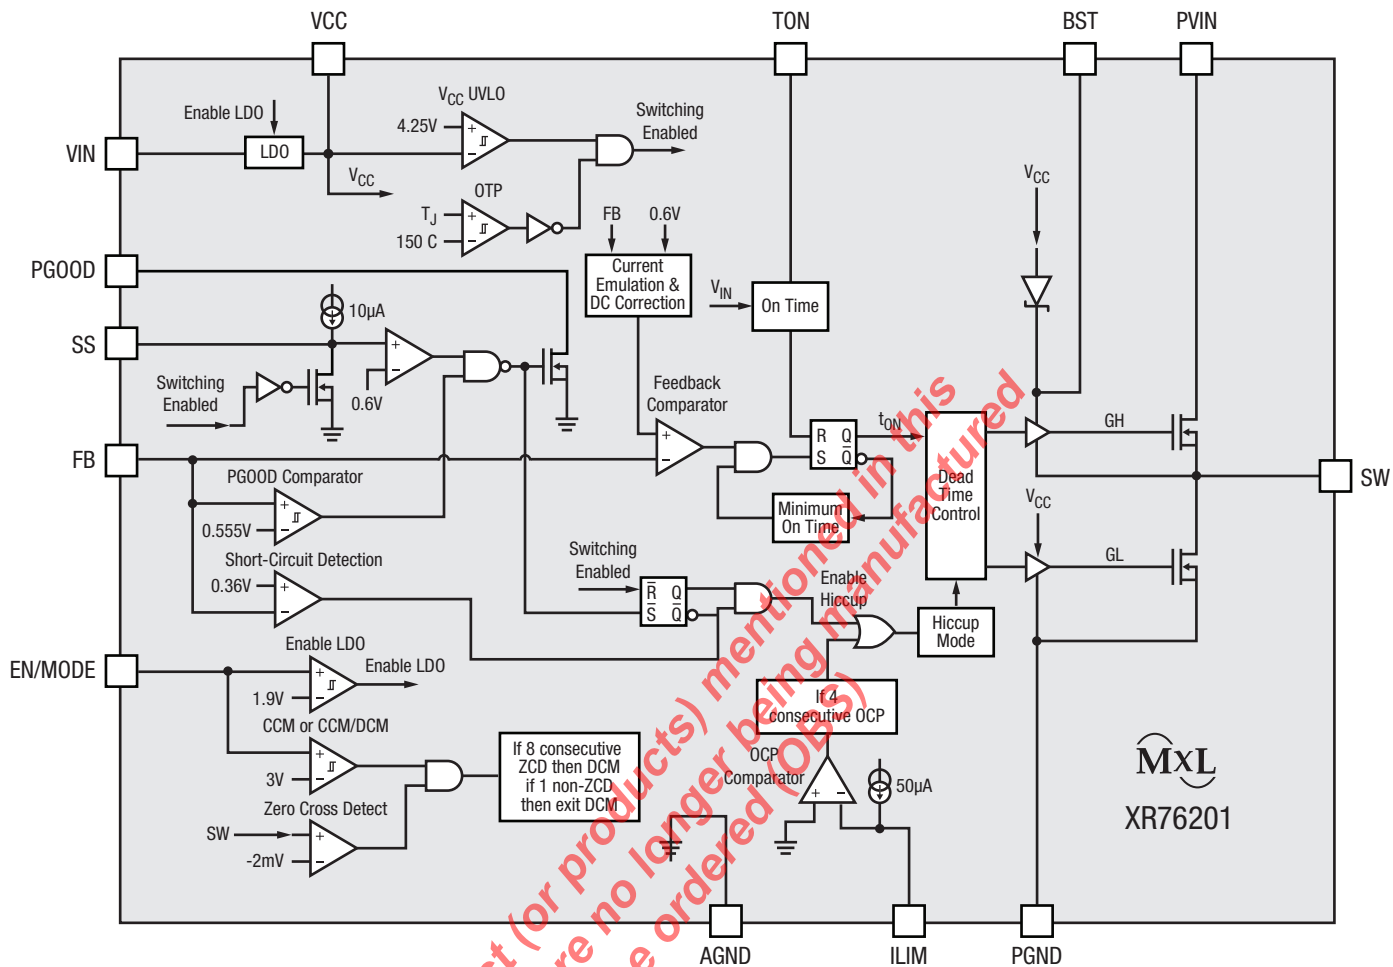 VCC
TON
BST
PVIN
Enable LDO
VCC UVLO
4.25V
+
−
Switching
Enabled
VIN
LDO
VCC
OTP
TJ
+
150 C
−
FB
0.6V
VCC
PGOOD
Current
Emulation &
DC Correction
VIN
On Time
10µA
SS
+
−
0.6V
Switching
Enabled
Feedback
Comparator
+
−
R Q
S Q
tON
GH
FB
PGOOD Comparator
+
0.555V
−
Dead
Time
Control
SW
Minimum
On Time
VCC
Short-Circuit Detection
0.36V
+
−
Switching
Enabled
R Q
S Q
Enable
Hiccup
GL
Hiccup
Mode
EN/MODE
Enable LDO
+
1.9V
−
Enable LDO
If 4
consecutive OCP
CCM or CCM/DCM
+
3V
−
If 8 consecutive
ZCD then DCM
if 1 non-ZCD
then exit DCM
OCP
Comparator
+
−
50µA
MxL
XR76201
Zero Cross Detect
SW
+
-2mV
−
AGND
ILIM
PGND
ct (or products) mentioned in this
re no longer being manufactured
e ordered (OBS)